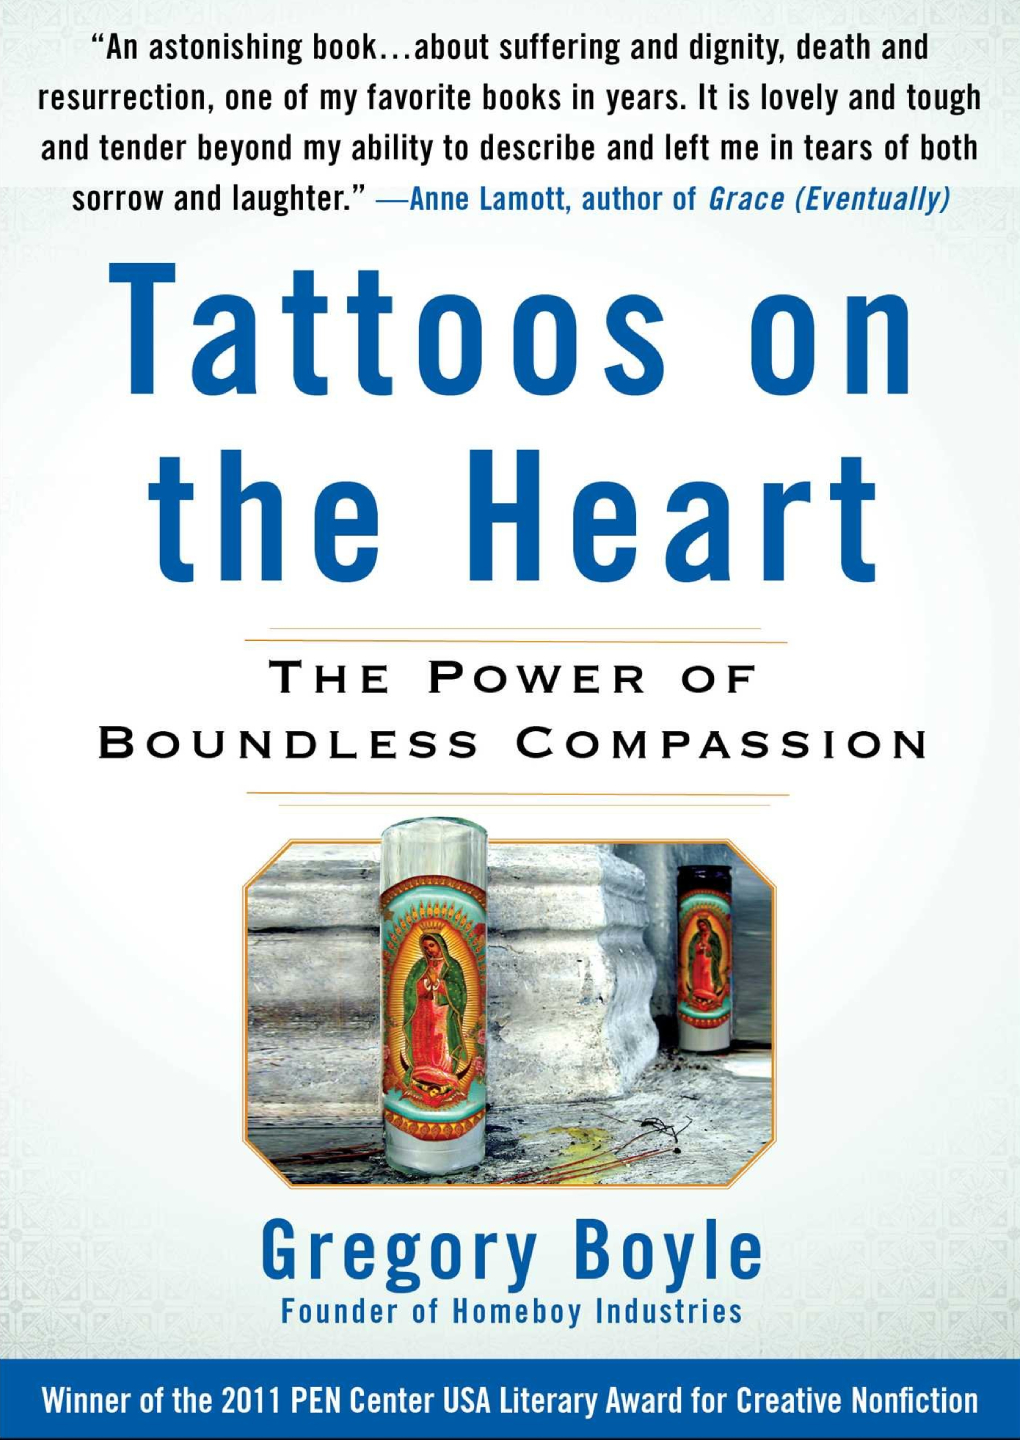 “An astonishing book...about suffering and dignity, death and
resurrection, one of my favorite books in years. It is lovely and tough
and tender beyond my ability to describe and left me in tears of both
sorrow and laughter.” —Anne Lamott, author of Grace (Eventually)
Tattoos on
the Heart
THE POWER OF
BOUNDLESS COMPASSION
Gregory Boyle
Founder of Homeboy Industries
Winner of the 2011 PEN Center USA Literary Award for Creative Nonfiction